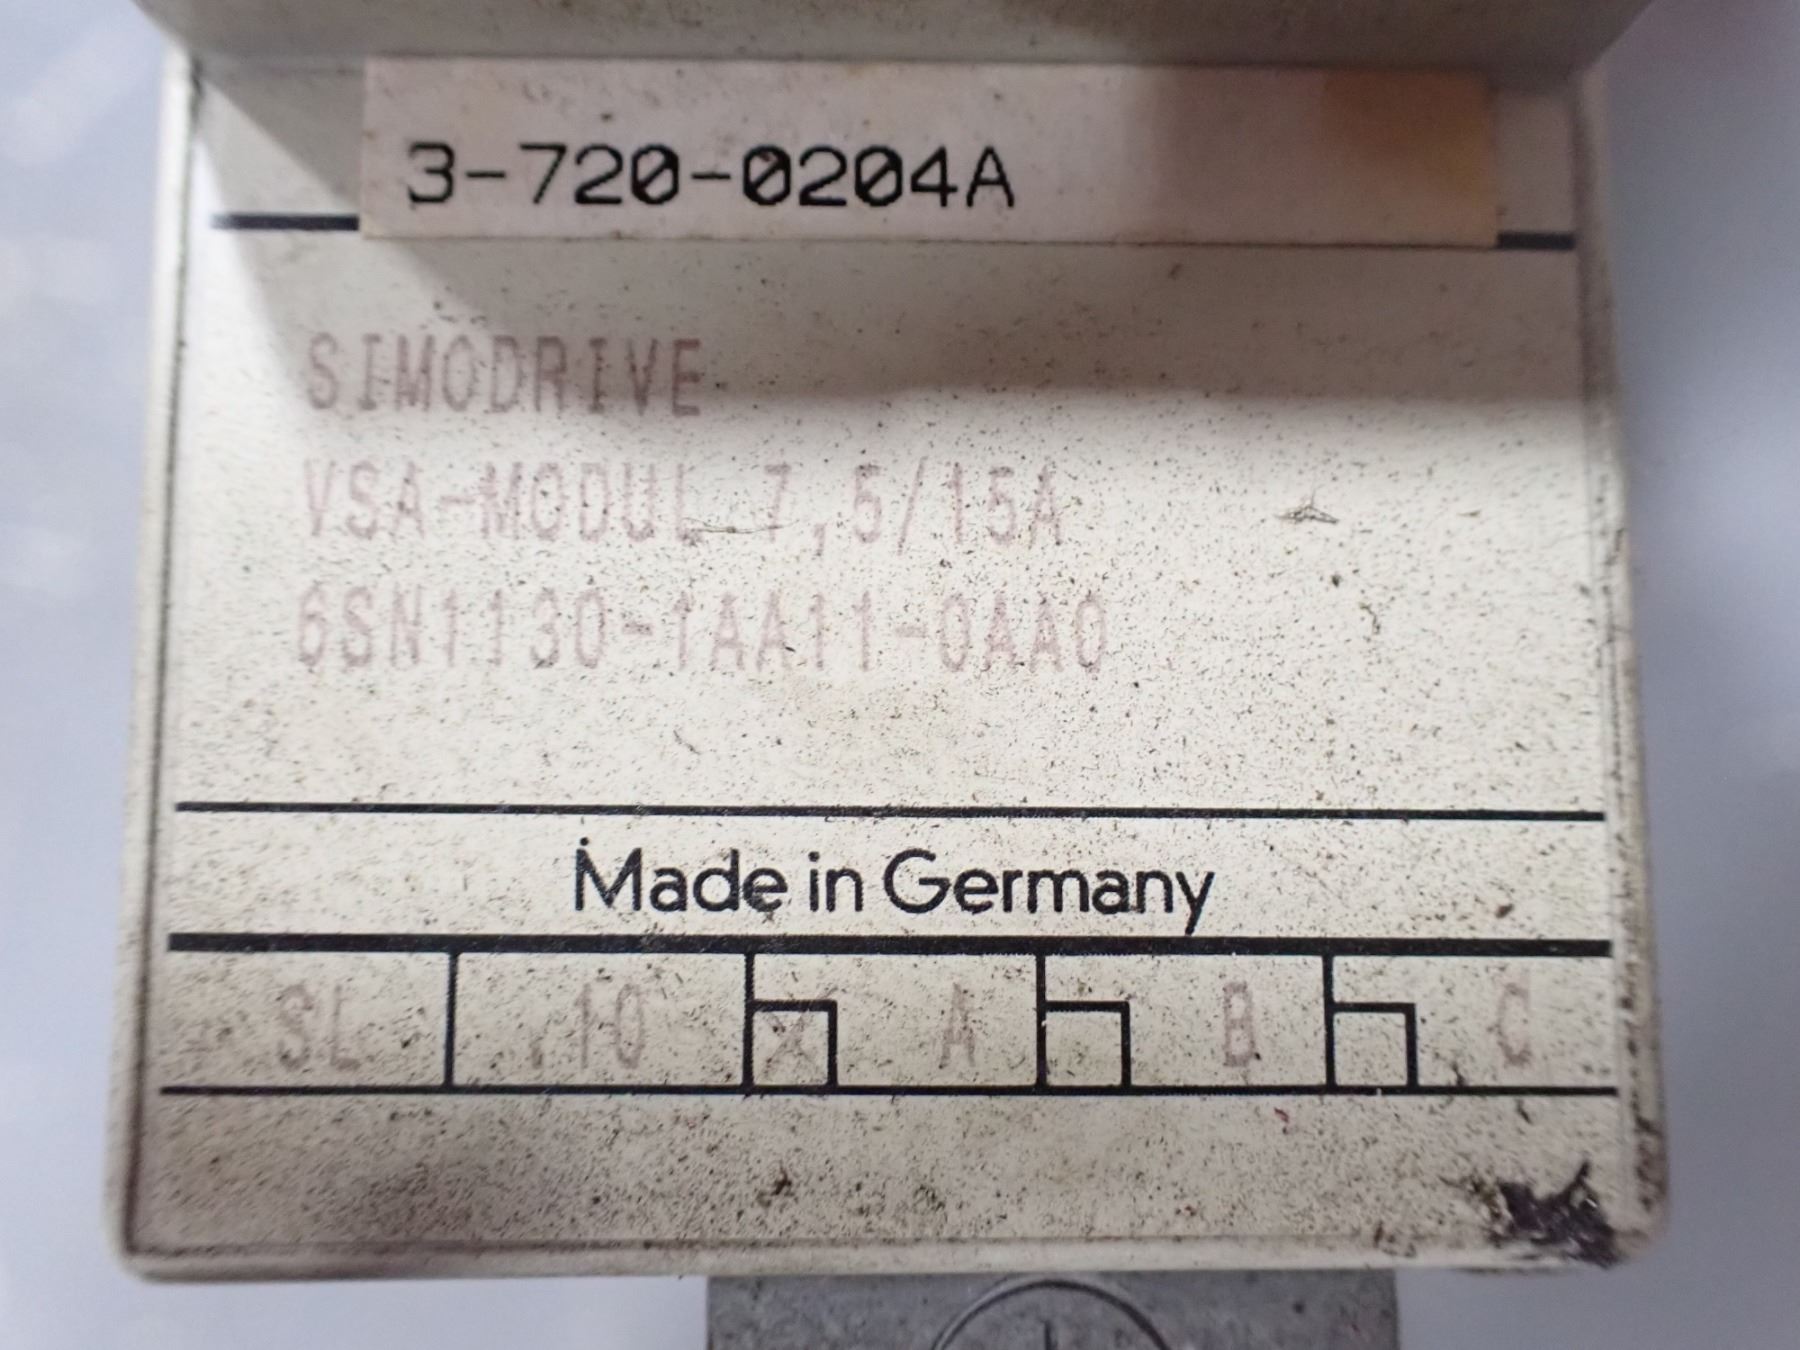 3-720-0204A
SIMODRIVE
VSA-MODUL 7,5/15A
6SN1130-1AA11-0AA0
Made in Germany
SL .10 X A B C